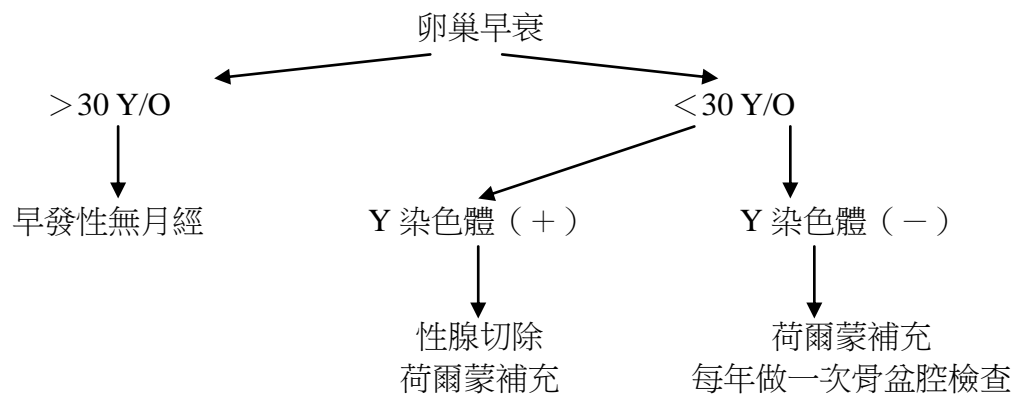 卵巢早衰
＞30 Y/O
＜30 Y/O
早發性無月經
Y 染色體（＋）
Y 染色體（－）
性腺切除
荷爾蒙補充
荷爾蒙補充
每年做一次骨盆腔檢查